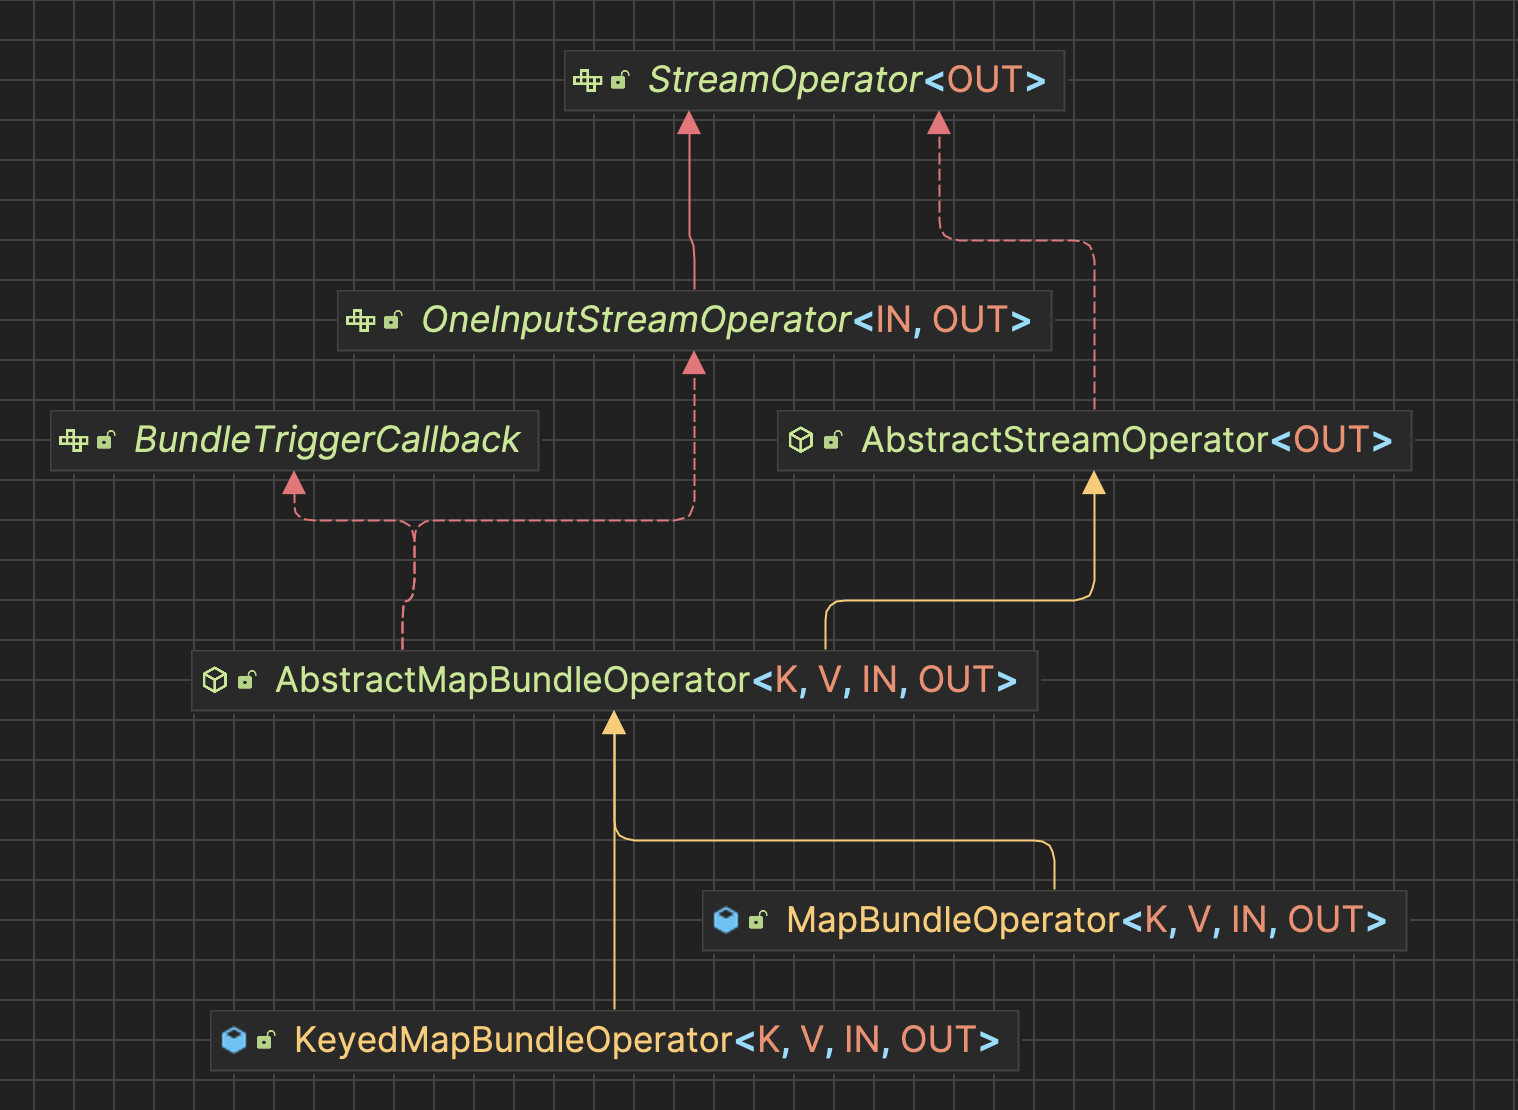 StreamOperator<OUT>
OneInputStreamOperator<IN, OUT>
BundleTriggerCallback
AbstractStreamOperator<OUT>
AbstractMapBundleOperator<K, V, IN, OUT>
MapBundleOperator<K, V, IN, OUT>
KeyedMapBundleOperator<K, V, IN, OUT>